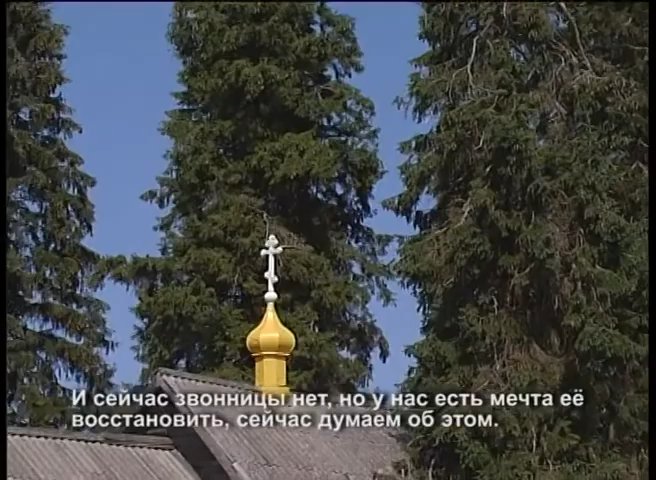 И сейчас звонницы нет, но у нас есть мечта её
восстановить, сейчас думаем об этом.